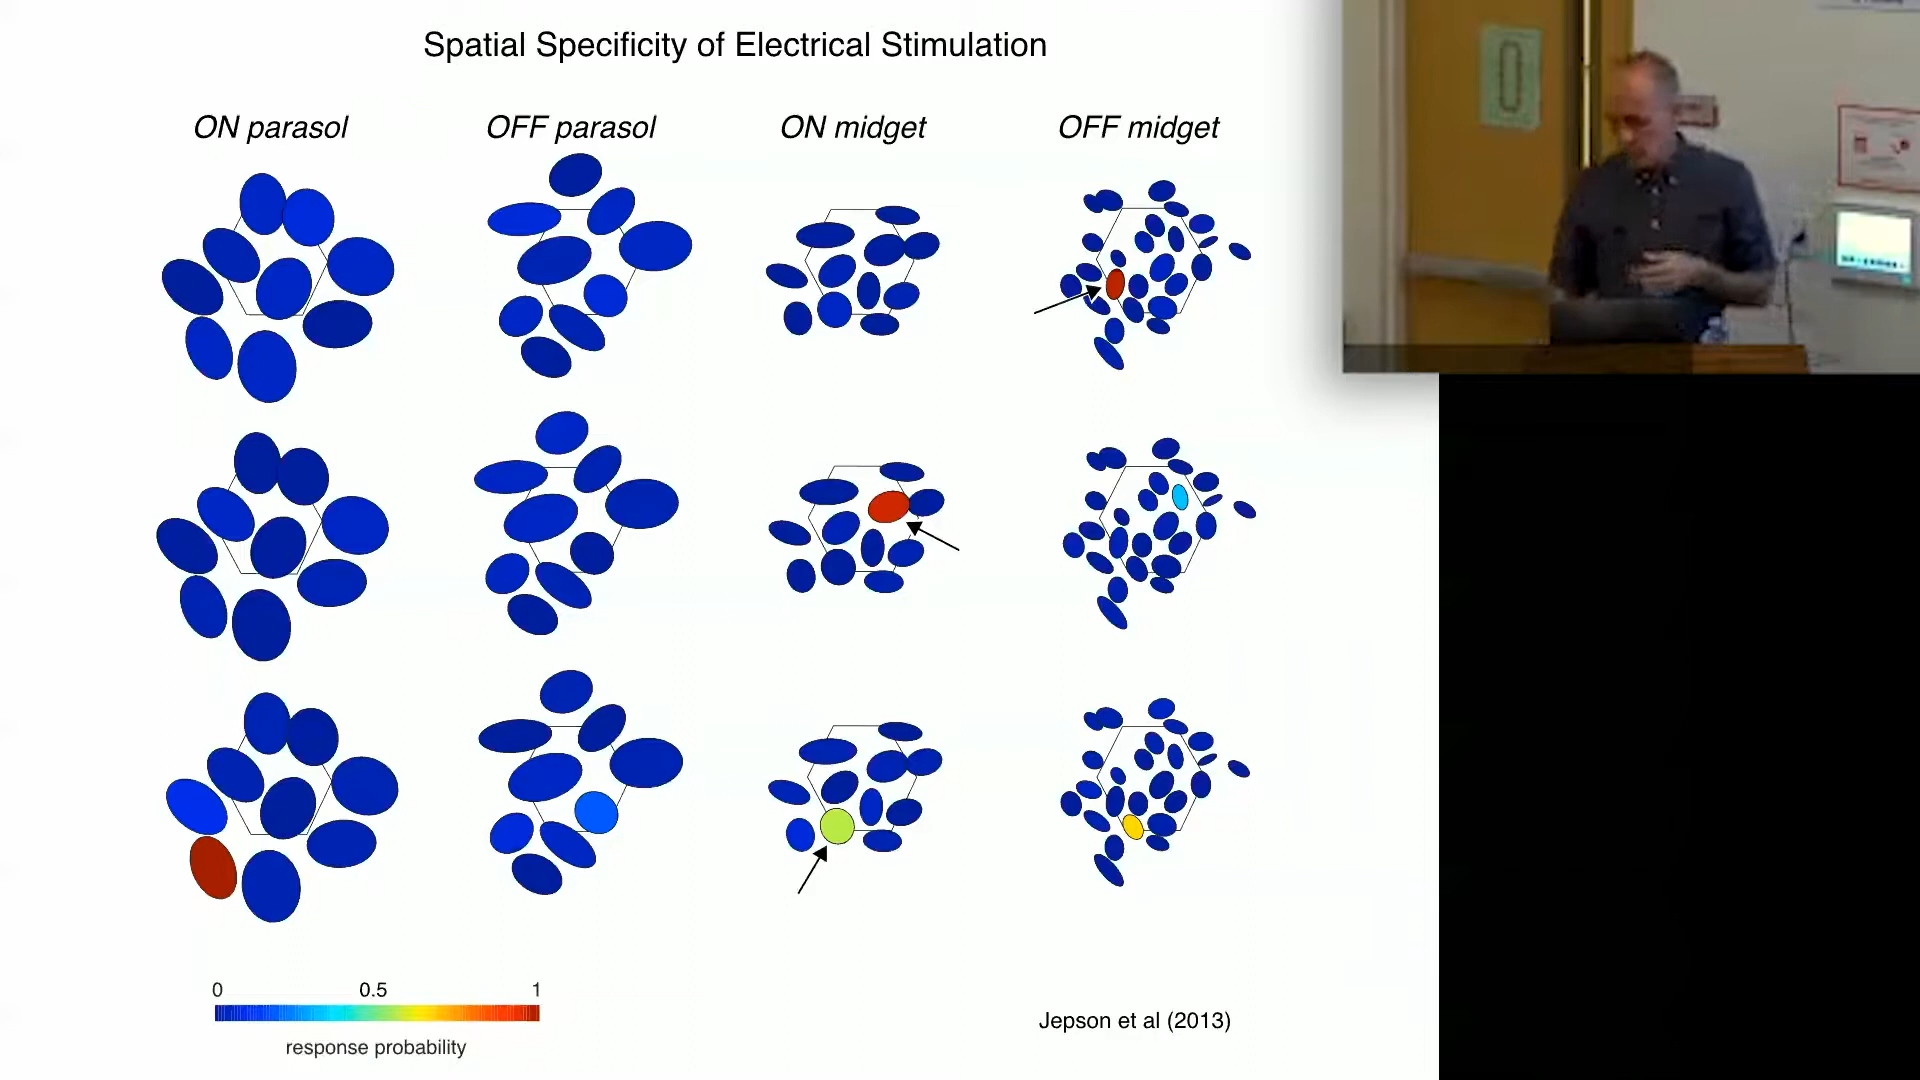 Spatial Specificity of Electrical Stimulation
ON parasol
OFF parasol
ON midget
OFF midget
0
0.5
1
response probability
Jepson et al (2013)